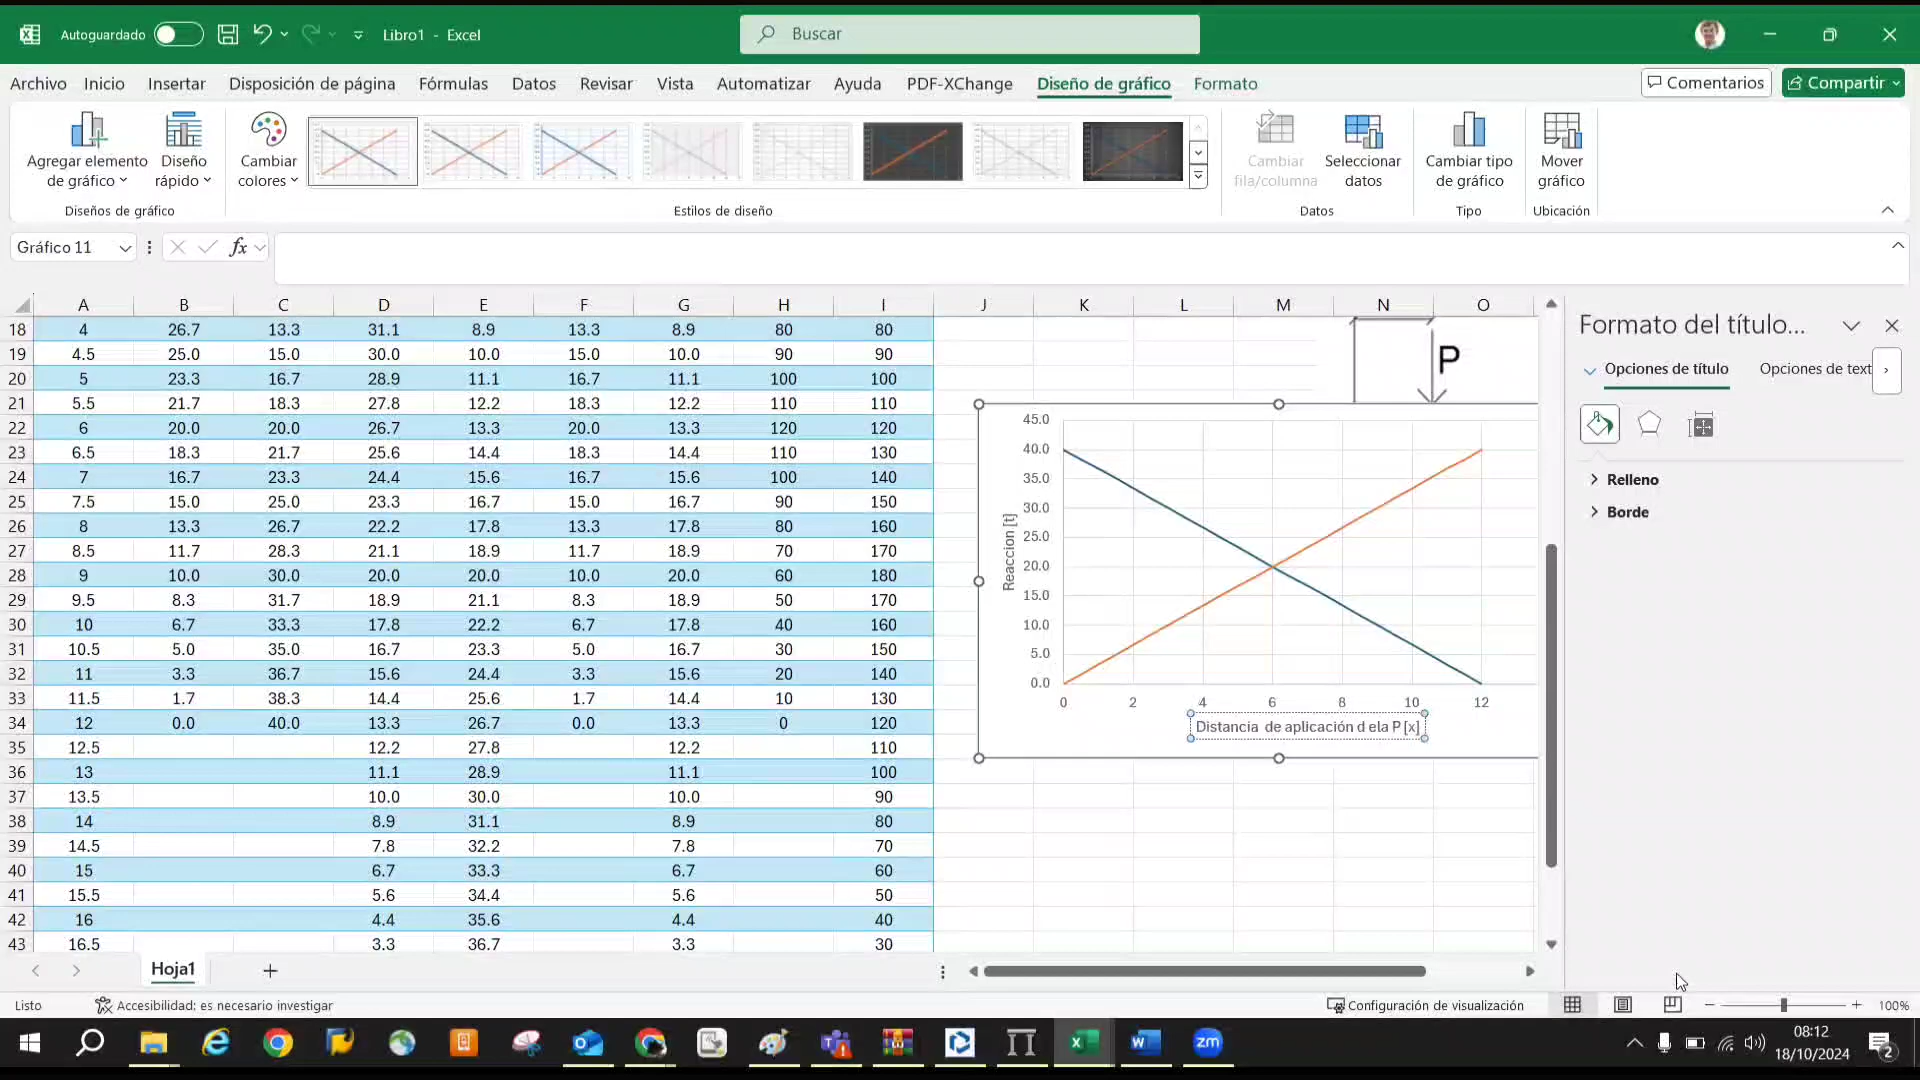 Autoguardado
Libro1 - Excel
Buscar
Archivo Inicio Insertar Disposición de página Fórmulas Datos Revisar Vista Automatizar Ayuda PDF-XChange Diseño de gráfico Formato
Comentarios Compartir
Agregar elemento de gráfico
Diseño rápido
Cambiar colores
Cambiar fila/columna
Seleccionar datos
Cambiar tipo de gráfico
Mover gráfico
Diseños de gráfico
Estilos de diseño
Datos
Tipo
Ubicación
Gráfico 11
fx
A B C D E F G H I J K L M N O
18 4 26.7 13.3 31.1 8.9 13.3 8.9 80 80
19 4.5 25.0 15.0 30.0 10.0 15.0 10.0 90 90
20 5 23.3 16.7 28.9 11.1 16.7 11.1 100 100
21 5.5 21.7 18.3 27.8 12.2 18.3 12.2 110 110
22 6 20.0 20.0 26.7 13.3 20.0 13.3 120 120
23 6.5 18.3 21.7 25.6 14.4 18.3 14.4 110 130
24 7 16.7 23.3 24.4 15.6 16.7 15.6 100 140
25 7.5 15.0 25.0 23.3 16.7 15.0 16.7 90 150
26 8 13.3 26.7 22.2 17.8 13.3 17.8 80 160
27 8.5 11.7 28.3 21.1 18.9 11.7 18.9 70 170
28 9 10.0 30.0 20.0 20.0 10.0 20.0 60 180
29 9.5 8.3 31.7 18.9 21.1 8.3 18.9 50 170
30 10 6.7 33.3 17.8 22.2 6.7 17.8 40 160
31 10.5 5.0 35.0 16.7 23.3 5.0 16.7 30 150
32 11 3.3 36.7 15.6 24.4 3.3 15.6 20 140
33 11.5 1.7 38.3 14.4 25.6 1.7 14.4 10 130
34 12 0.0 40.0 13.3 26.7 0.0 13.3 0 120
35 12.5 12.2 27.8 12.2 110
36 13 11.1 28.9 11.1 100
37 13.5 10.0 30.0 10.0 90
38 14 8.9 31.1 8.9 80
39 14.5 7.8 32.2 7.8 70
40 15 6.7 33.3 6.7 60
41 15.5 5.6 34.4 5.6 50
42 16 4.4 35.6 4.4 40
43 16.5 3.3 36.7 3.3 30
P
45.0
40.0
35.0
30.0
25.0
20.0
15.0
10.0
5.0
0.0
Reaccion [t]
0 2 4 6 8 10 12
Distancia de aplicación d ela P [x]
Formato del título...
Opciones de título Opciones de text
Relleno
Borde
Hoja1
Listo
Accesibilidad: es necesario investigar
Configuración de visualización
100%
zm
08:12
18/10/2024
2